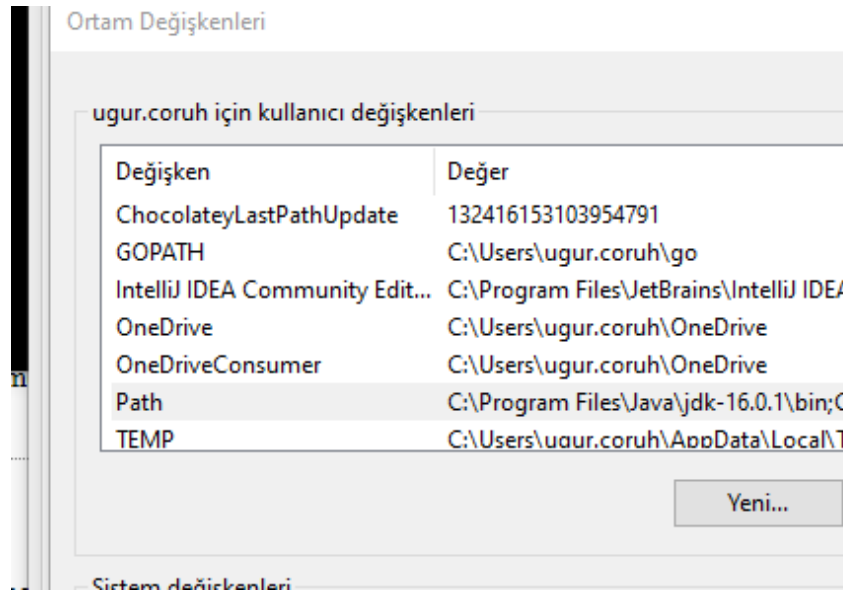 Ortam Değişkenleri
ugur.coruh için kullanıcı değişkenleri
Değişken Değer
ChocolateyLastPathUpdate 132416153103954791
GOPATH C:\Users\ugur.coruh\go
IntelliJ IDEA Community Edit... C:\Program Files\JetBrains\IntelliJ IDEA
OneDrive C:\Users\ugur.coruh\OneDrive
OneDriveConsumer C:\Users\ugur.coruh\OneDrive
Path C:\Program Files\Java\jdk-16.0.1\bin;C
TEMP C:\Users\ugur.coruh\AppData\Local\T
Yeni...
Sistem değişkenleri